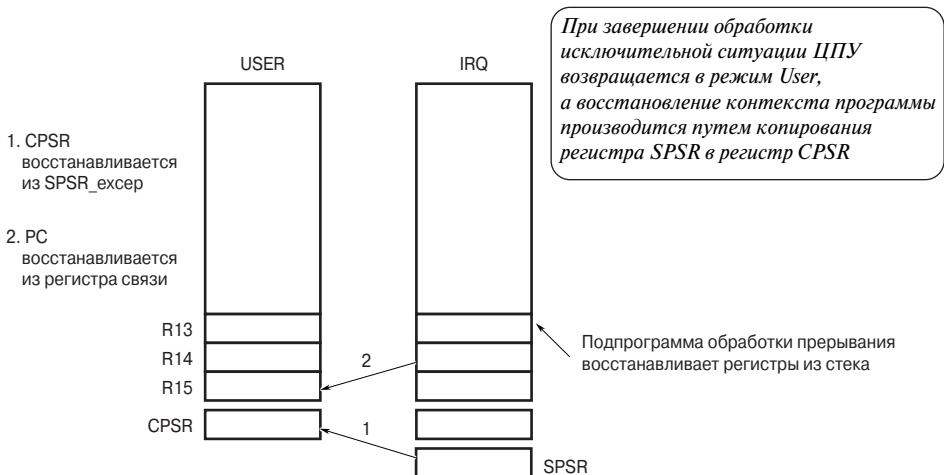 При завершении обработки
исключительной ситуации ЦПУ
возвращается в режим User,
а восстановление контекста программы
производится путем копирования
регистра SPSR в регистр CPSR
USER
IRQ
1. CPSR
восстанавливается
из SPSR_excep
2. PC
восстанавливается
из регистра связи
R13
R14
R15
CPSR
2
1
Подпрограмма обработки прерывания
восстанавливает регистры из стека
SPSR